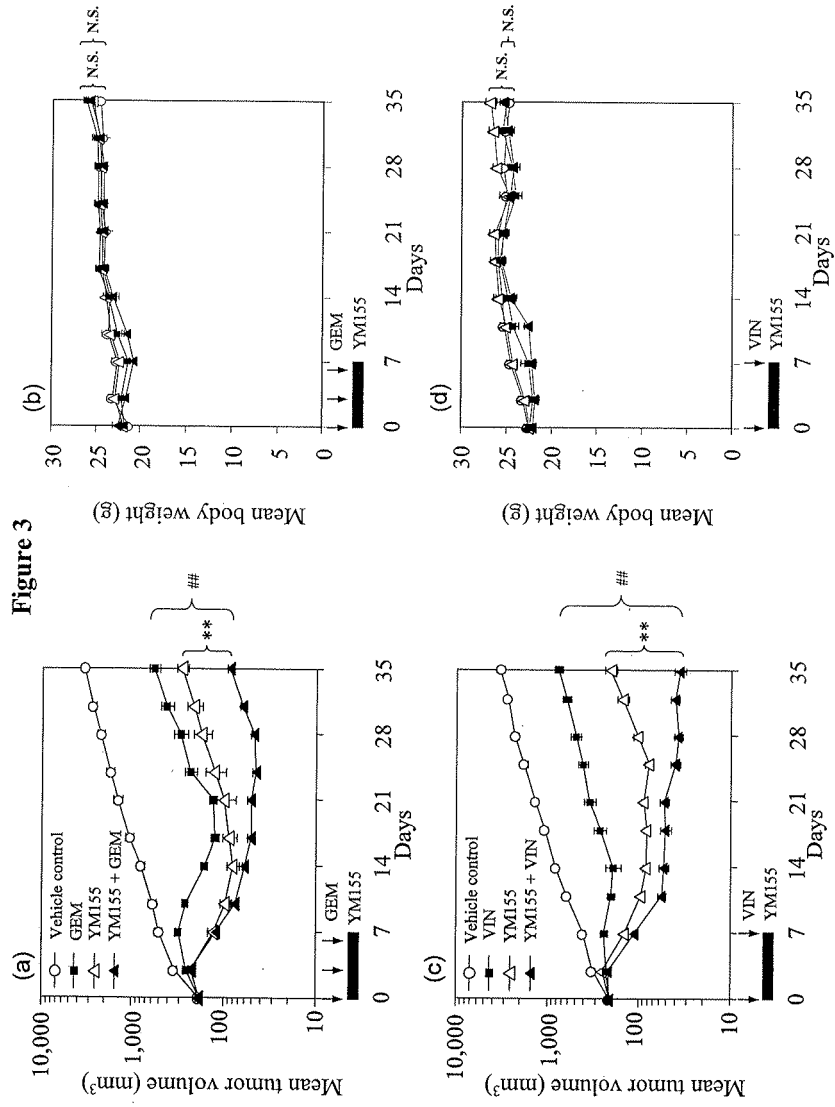 Figure 3
(a)
Mean tumor volume (mm³)
10,000
1,000
100
10
Vehicle control
GEM
YM155
YM155 + GEM
**
##
0
7
14
21
28
35
Days
GEM
YM155
(b)
Mean body weight (g)
30
25
20
15
10
5
0
N.S.
N.S.
0
7
14
21
28
35
Days
GEM
YM155
(c)
Mean tumor volume (mm³)
10,000
1,000
100
10
Vehicle control
VIN
YM155
YM155 + VIN
**
##
0
7
14
21
28
35
Days
VIN
YM155
(d)
Mean body weight (g)
30
25
20
15
10
5
0
N.S.
N.S.
0
7
14
21
28
35
Days
VIN
YM155